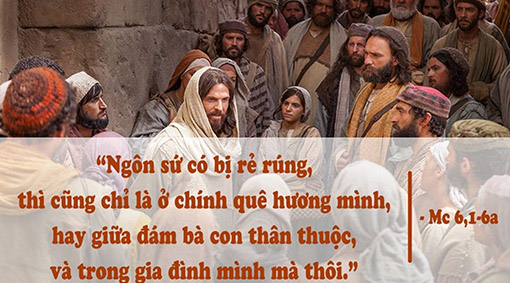 “Ngôn sứ có bị rẻ rúng,
thì cũng chỉ là ở chính quê hương mình,
hay giữa đám bà con thân thuộc,
và trong gia đình mình mà thôi.”
- Mc 6,1-6a